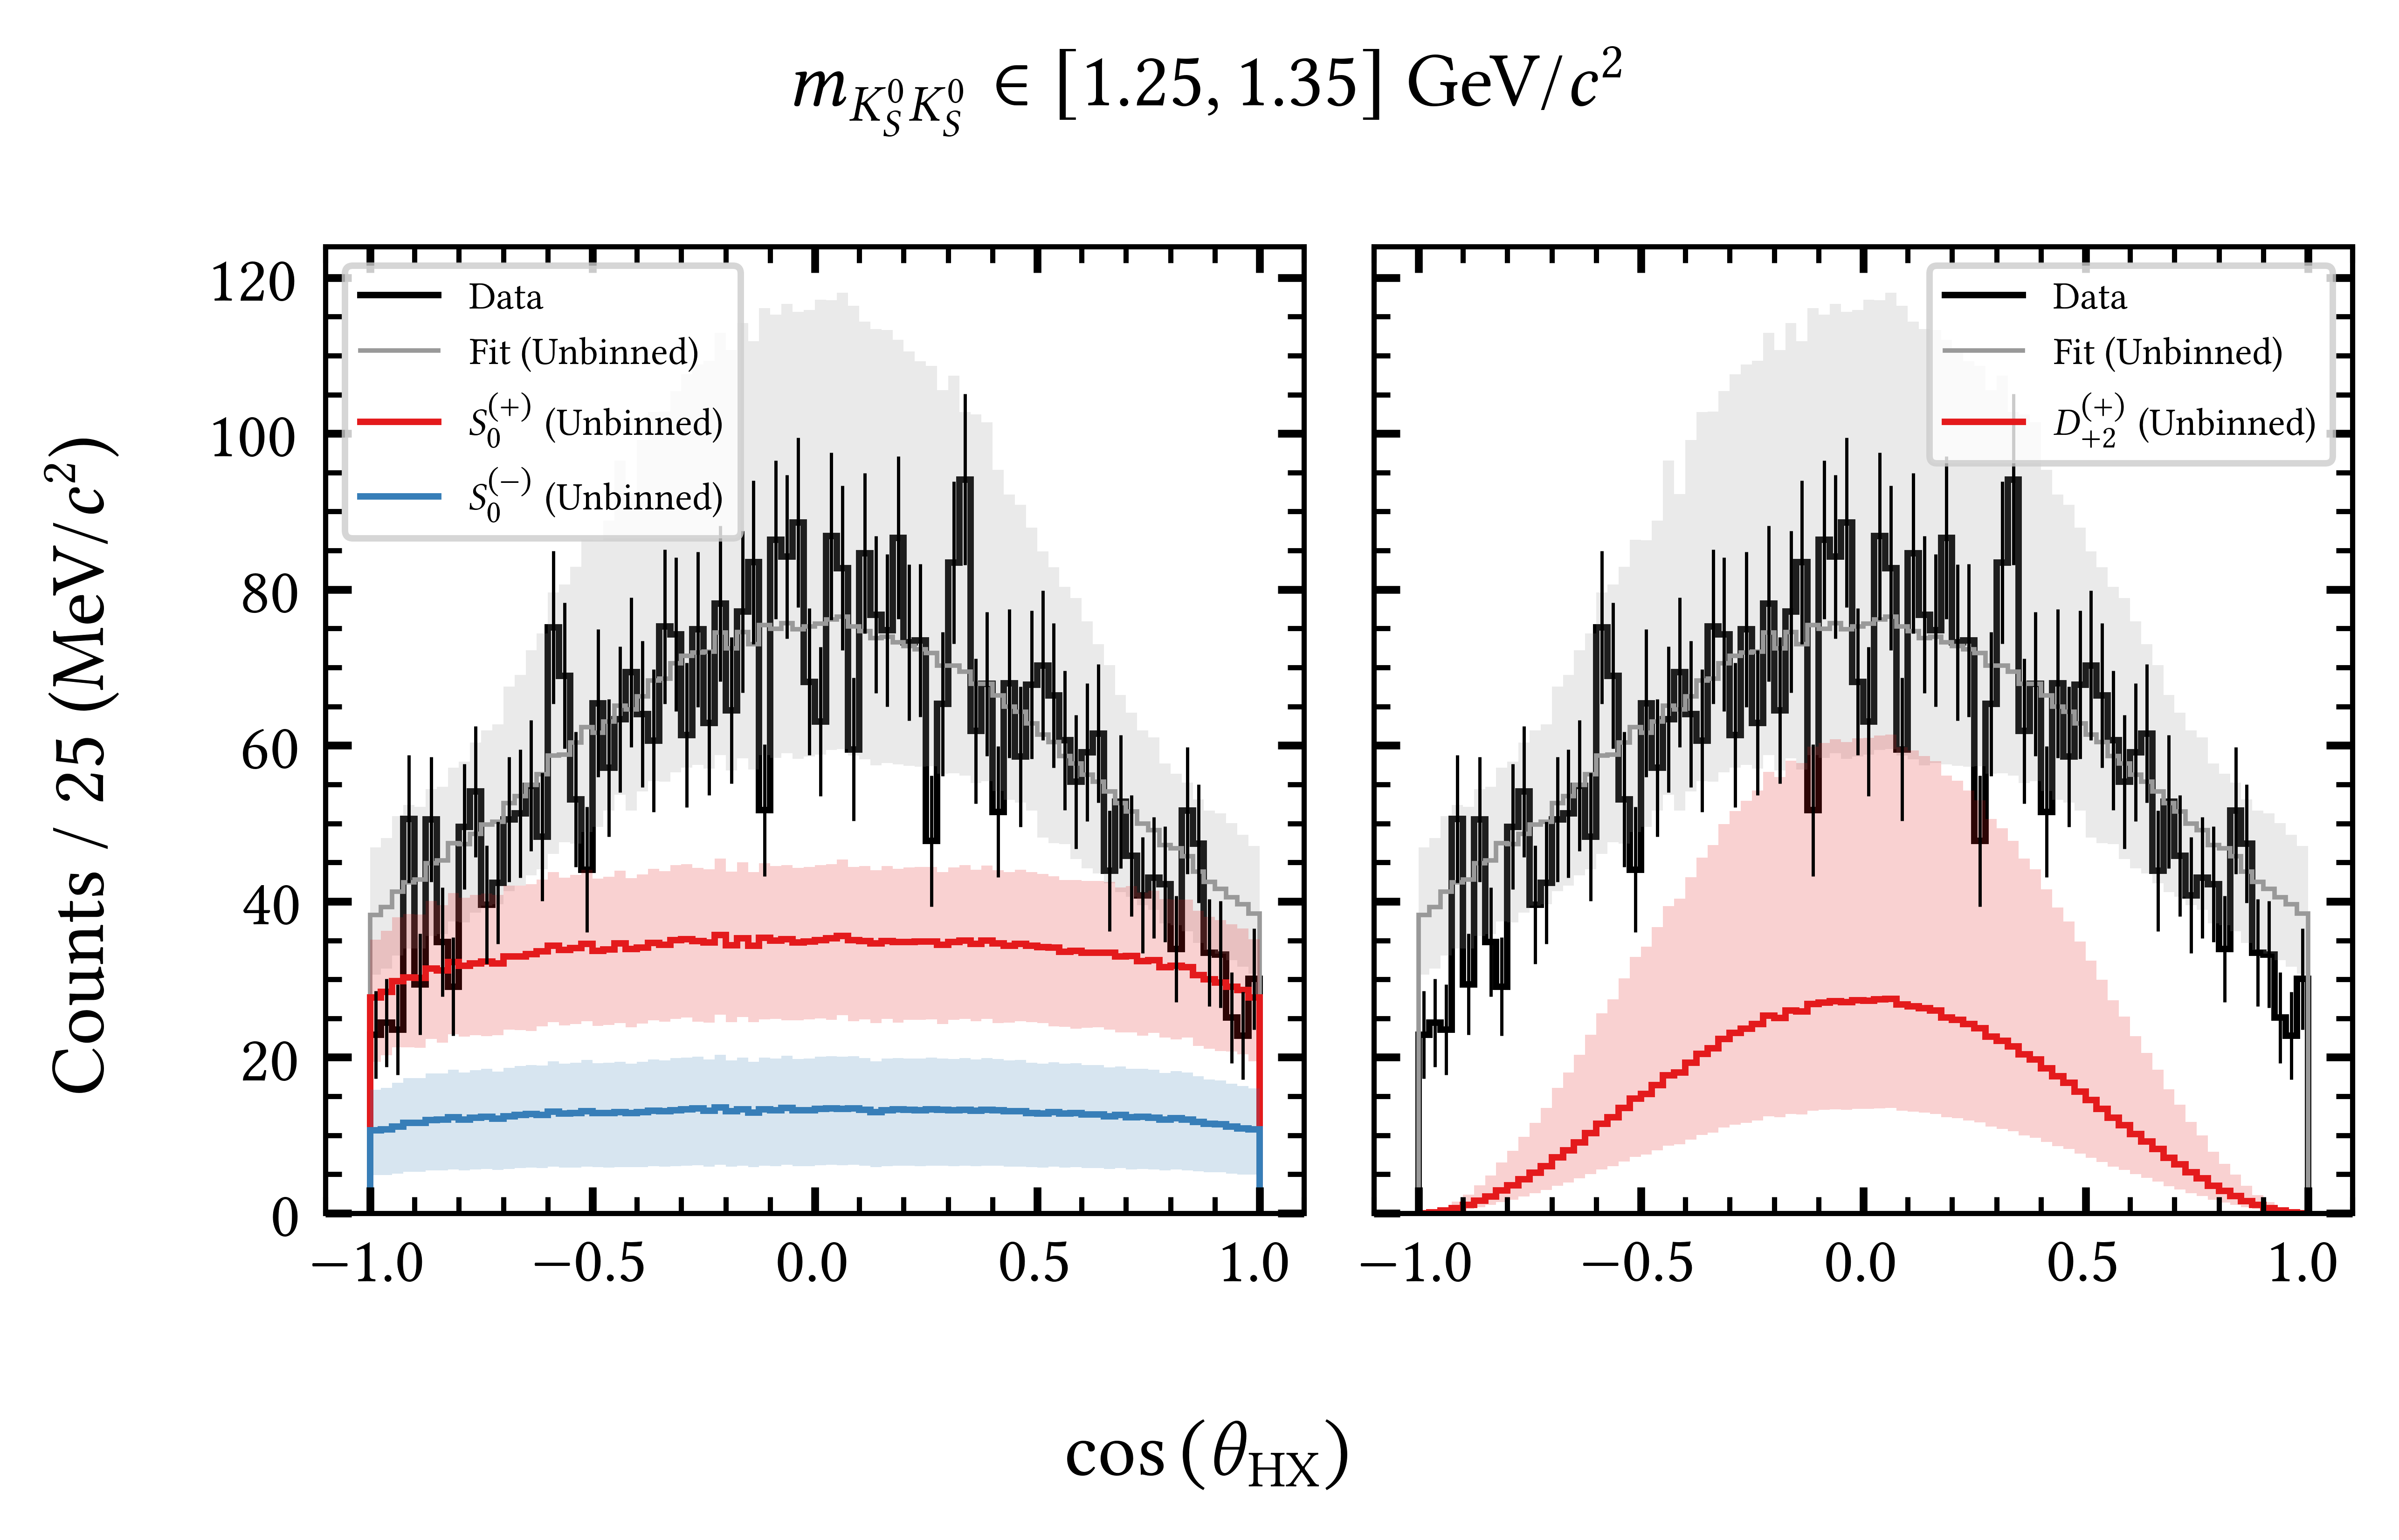 m_{K_S^0 K_S^0} ∈ [1.25, 1.35] GeV/c²
Counts / 25 (MeV/c²)
120
100
80
60
40
20
0
Data
Fit (Unbinned)
S_0^{(+)} (Unbinned)
S_0^{(−)} (Unbinned)
−1.0 −0.5 0.0 0.5 1.0
Data
Fit (Unbinned)
D_{+2}^{(+)} (Unbinned)
−1.0 −0.5 0.0 0.5 1.0
cos (θ_{HX})